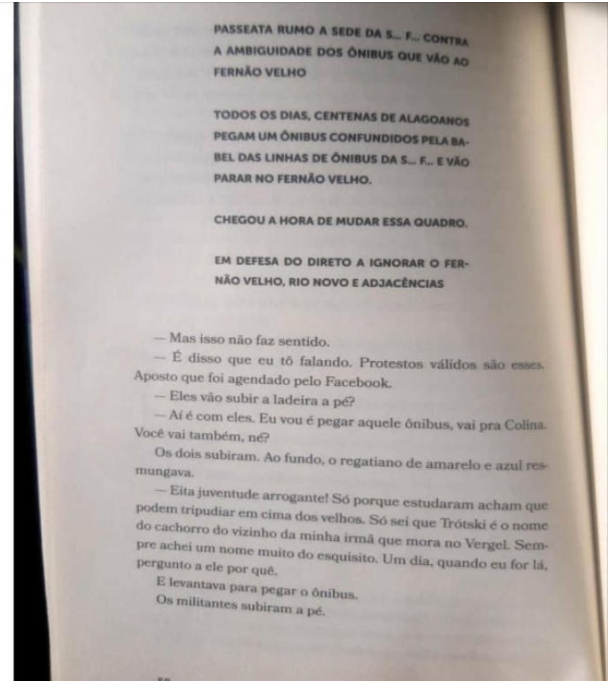 PASSEATA RUMO A SEDE DA S... F... CONTRA
A AMBIGUIDADE DOS ÔNIBUS QUE VÃO AO
FERNÃO VELHO
TODOS OS DIAS, CENTENAS DE ALAGOANOS
PEGAM UM ÔNIBUS CONFUNDIDOS PELA BA-
BEL DAS LINHAS DE ÔNIBUS DA S... F... E VÃO
PARAR NO FERNÃO VELHO.
CHEGOU A HORA DE MUDAR ESSA QUADRO.
EM DEFESA DO DIRETO A IGNORAR O FER-
NÃO VELHO, RIO NOVO E ADJACÊNCIAS
— Mas isso não faz sentido.
— É disso que eu tô falando. Protestos válidos são esses.
Aposto que foi agendado pelo Facebook.
— Eles vão subir a ladeira a pé?
— Aí é com eles. Eu vou é pegar aquele ônibus, vai pra Colina.
Você vai também, né?
Os dois subiram. Ao fundo, o regatiano de amarelo e azul res-
mungava.
— Eita juventude arrogante! Só porque estudaram acham que
podem tripudiar em cima dos velhos. Só sei que Trótski é o nome
do cachorro do vizinho da minha irmã que mora no Vergel. Sem-
pre achei um nome muito do esquisito. Um dia, quando eu for lá,
pergunto a ele por quê.
E levantava para pegar o ônibus.
Os militantes subiram a pé.